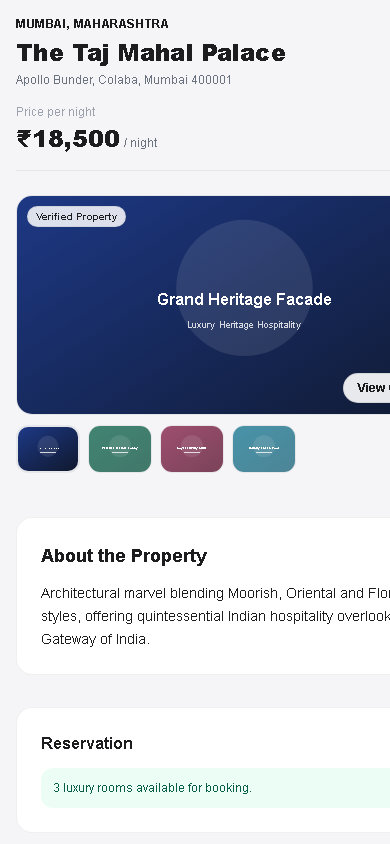 MUMBAI, MAHARASHTRA
The Taj Mahal Palace
Apollo Bunder, Colaba, Mumbai 400001
Price per night
₹18,500 / night
Verified Property
Grand Heritage Facade
Luxury Heritage Hospitality
View
About the Property
Architectural marvel blending Moorish, Oriental and
styles, offering quintessential Indian hospitality
Gateway of India.
Reservation
3 luxury rooms available for booking.